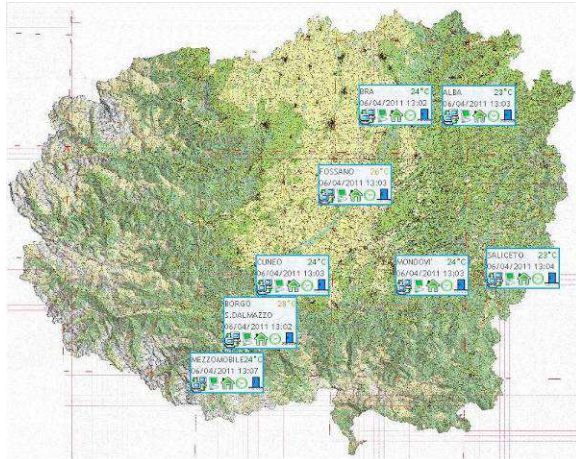 BRA 24°C
06/04/2011 13:02
ALBA 23°C
06/04/2011 13:03
FOSSANO 26°C
06/04/2011 13:03
CUNEO 24°C
06/04/2011 13:03
MONDOVI' 24°C
06/04/2011 13:03
SALICETO 23°C
06/04/2011 13:04
BORGO 28°C
S.DALMAZZO
06/04/2011 13:02
MEZZOMOBILE24°C
06/04/2011 13:07